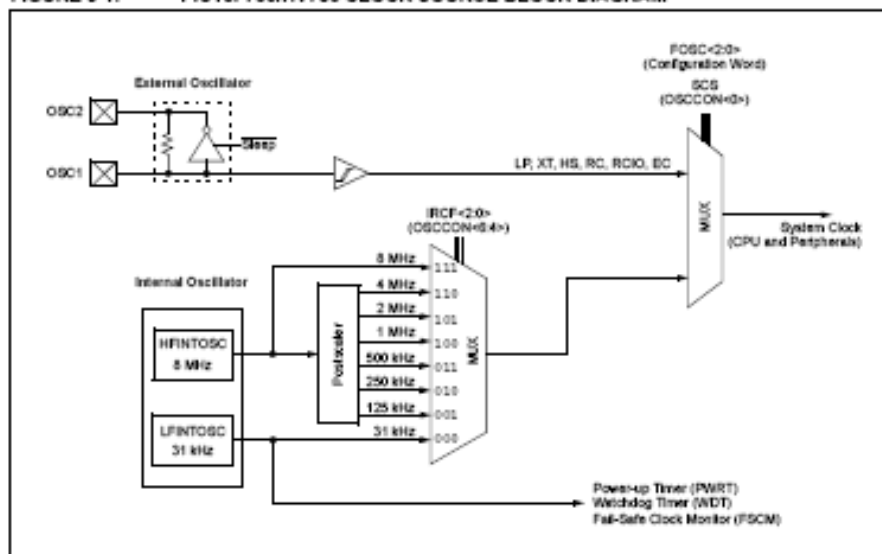 FOSC<2:0>
(Configuration Word)
SCS
(OSCCON<0>)
External Oscillator
OSC2
Sleep
OSC1
LP, XT, HS, RC, RCIO, EC
MUX
System Clock
(CPU and Peripherals)
IRCF<2:0>
(OSCCON<6:4>)
Internal Oscillator
HFINTOSC
8 MHz
LFINTOSC
31 kHz
Postscaler
8 MHz
111
4 MHz
110
2 MHz
101
1 MHz
100
500 kHz
011
250 kHz
010
125 kHz
001
31 kHz
000
MUX
Power-up Timer (PWRT)
Watchdog Timer (WDT)
Fail-Safe Clock Monitor (FSCM)